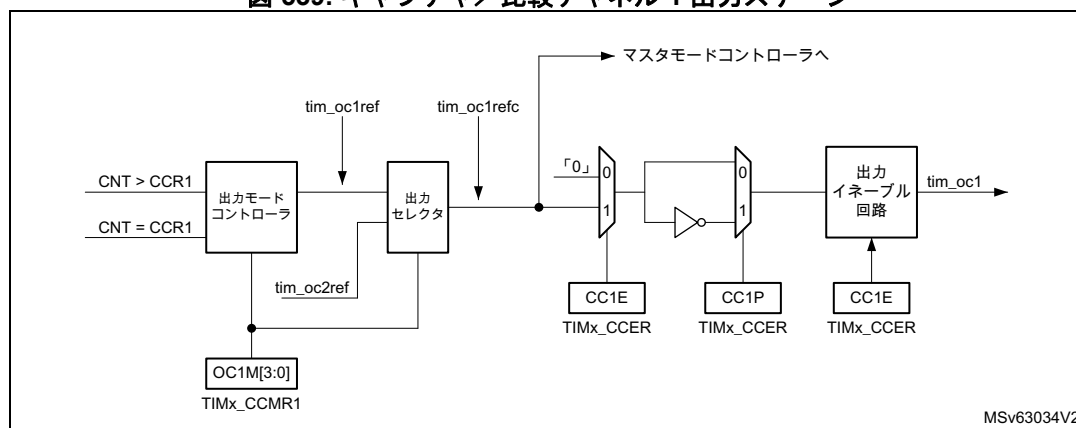 マスタモードコントローラへ
tim_oc1ref
tim_oc1refc
CNT > CCR1
CNT = CCR1
出力モード
コントローラ
出力
セレクタ
tim_oc2ref
「0」
0
1
0
1
出力
イネーブル
回路
tim_oc1
CC1E
TIMx_CCER
CC1P
TIMx_CCER
CC1E
TIMx_CCER
OC1M[3:0]
TIMx_CCMR1
MSv63034V2